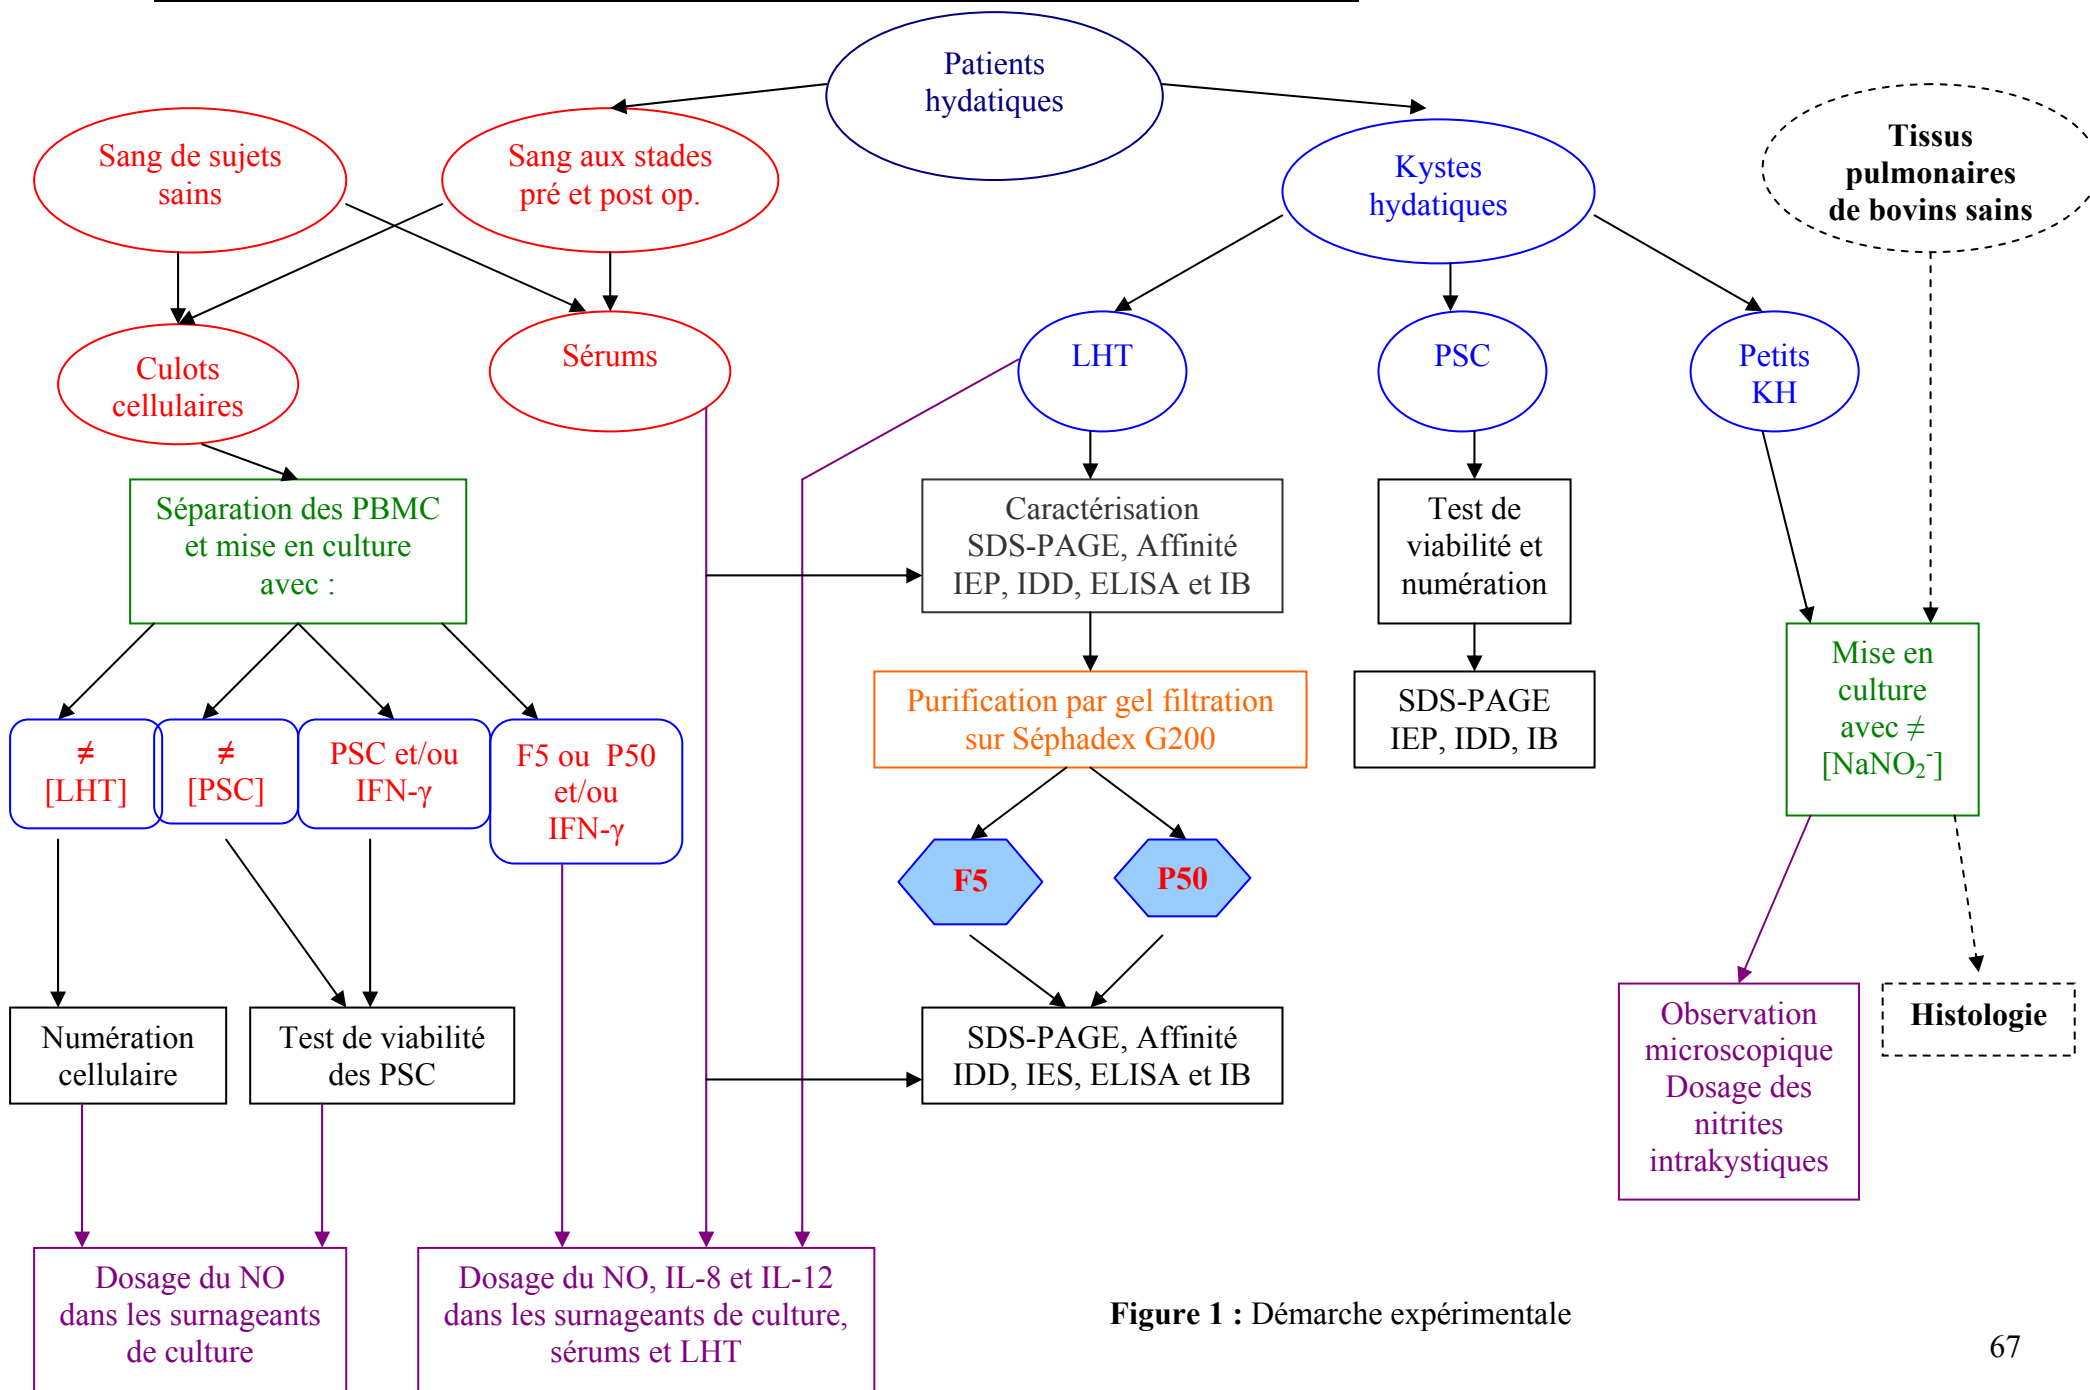 Patients
hydatiques
Sang de sujets
sains
Sang aux stades
pré et post op.
Kystes
hydatiques
Tissus
pulmonaires
de bovins sains
Culots
cellulaires
Sérums
LHT
PSC
Petits
KH
Séparation des PBMC
et mise en culture
avec :
Caractérisation
SDS-PAGE, Affinité
IEP, IDD, ELISA et IB
Test de
viabilité et
numération
Mise en
culture
avec ≠
[NaNO₂⁻]
≠
[LHT]
≠
[PSC]
PSC et/ou
IFN-γ
F5 ou P50
et/ou
IFN-γ
Purification par gel filtration
sur Séphadex G200
SDS-PAGE
IEP, IDD, IB
F5
P50
Numération
cellulaire
Test de viabilité
des PSC
SDS-PAGE, Affinité
IDD, IES, ELISA et IB
Observation
microscopique
Dosage des
nitrites
intrakystiques
Histologie
Dosage du NO
dans les surnageants
de culture
Dosage du NO, IL-8 et IL-12
dans les surnageants de culture,
sérums et LHT
Figure 1 : Démarche expérimentale
67